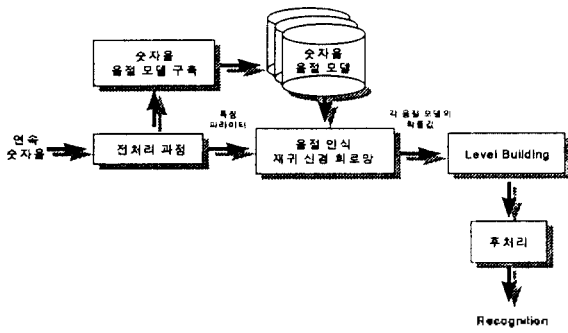 숫자음
음절 모델 구축
숫자음
음절 모델
특징
파라미터
각 음절 모델의
확률값
연속
숫자음
전처리 과정
음절 인식
재귀 신경 회로망
Level Building
후처리
Recognition